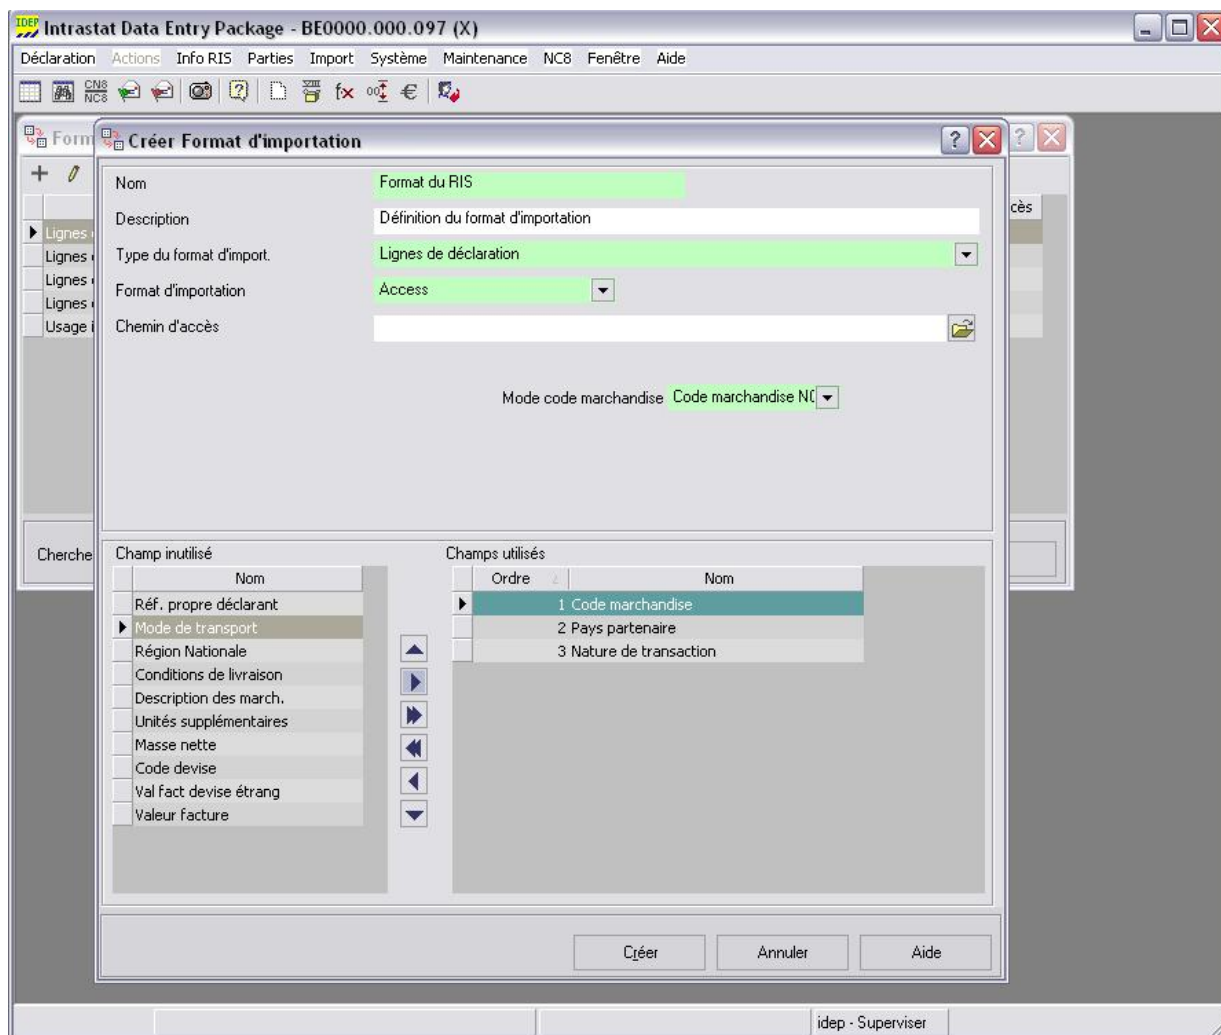 IDEP Intrastat Data Entry Package - BE0000.000.097 (X)
Déclaration Actions Info RIS Parties Import Système Maintenance NC8 Fenêtre Aide
CN8
NC8
Form
Créer Format d'importation
cès
Lignes
Lignes
Lignes
Lignes
Usage i
Cherche
Nom Format du RIS
Description Définition du format d'importation
Type du format d'import. Lignes de déclaration
Format d'importation Access
Chemin d'accès
Mode code marchandise Code marchandise NC
Champ inutilisé
Nom
Réf. propre déclarant
Mode de transport
Région Nationale
Conditions de livraison
Description des march.
Unités supplémentaires
Masse nette
Code devise
Val fact devise étrang
Valeur facture
Champs utilisés
Ordre Nom
1 Code marchandise
2 Pays partenaire
3 Nature de transaction
Créer Annuler Aide
idep - Superviser